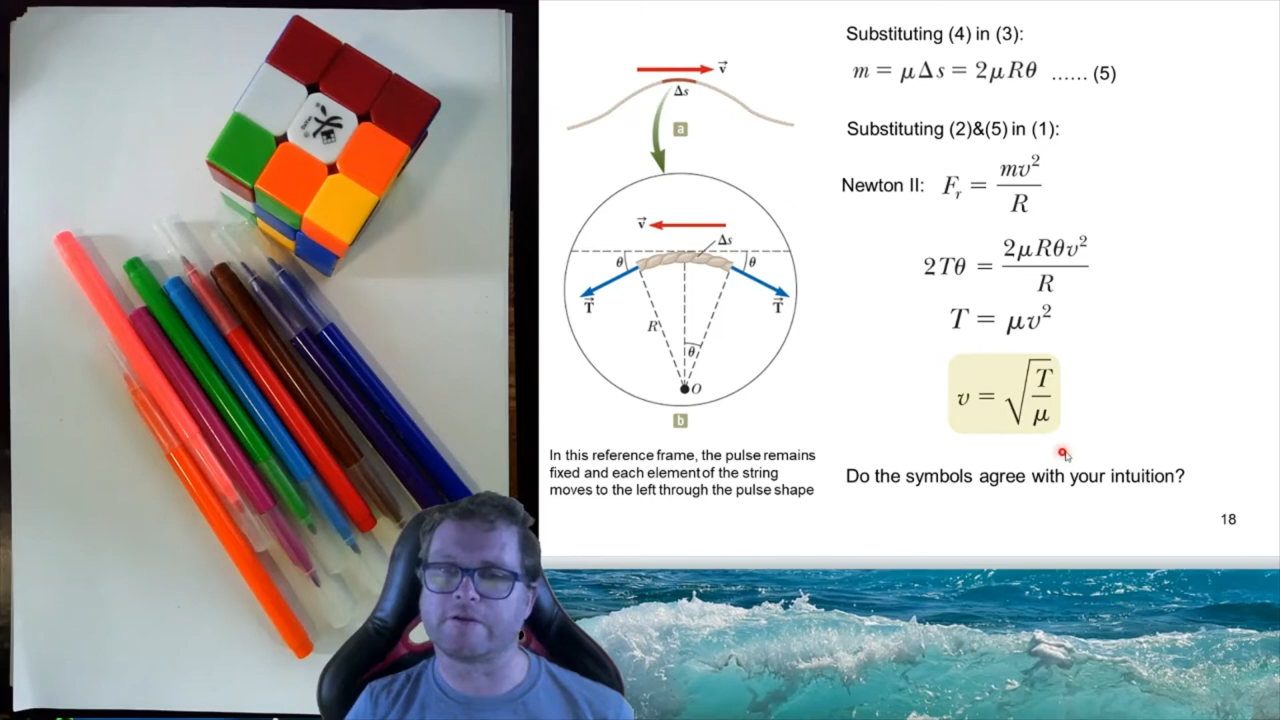 Substituting (4) in (3):
m = μΔs = 2μRθ ...... (5)
Substituting (2)&(5) in (1):
Newton II: F_r = mv²/R
2Tθ = 2μRθv²/R
T = μv²
v = √(T/μ)
Do the symbols agree with your intuition?
18
v
Δs
a
v
Δs
θ
θ
T
T
R
θ
O
b
In this reference frame, the pulse remains
fixed and each element of the string
moves to the left through the pulse shape